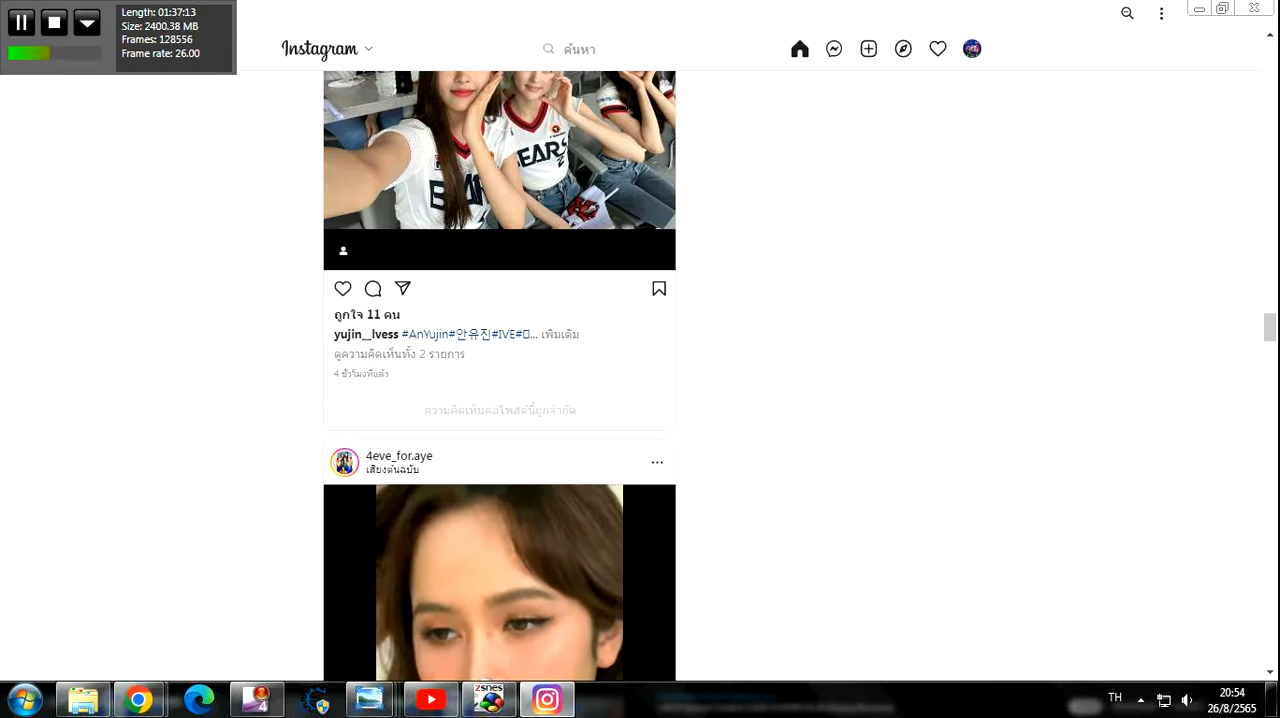 Length: 01:37:13
Size: 2400.38 MB
Frames: 128556
Frame rate: 26.00
Instagram
ค้นหา
BEARS
ถูกใจ 11 คน
yujin__lvess #AnYujin#안유진#IVE#... เพิ่มเติม
ดูความคิดเห็นทั้ง 2 รายการ
4 ชั่วโมงที่แล้ว
ความคิดเห็นต่อโพสต์นี้ถูกจำกัด
4eve_for.aye
เสียงต้นฉบับ
4
ZSNES
TH
20:54
26/8/2565